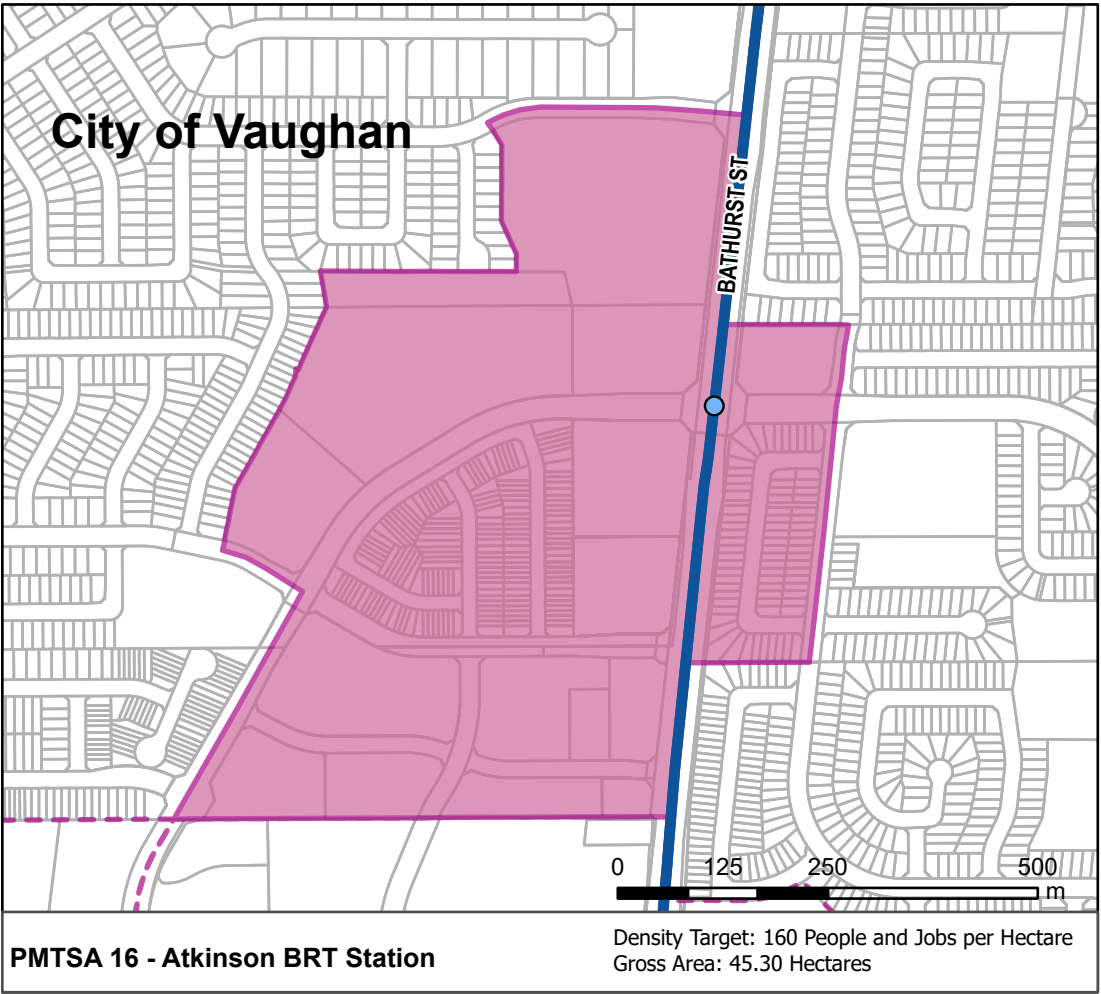 City of Vaughan
BATHURST ST
0 125 250 500
m
PMTSA 16 - Atkinson BRT Station
Density Target: 160 People and Jobs per Hectare
Gross Area: 45.30 Hectares